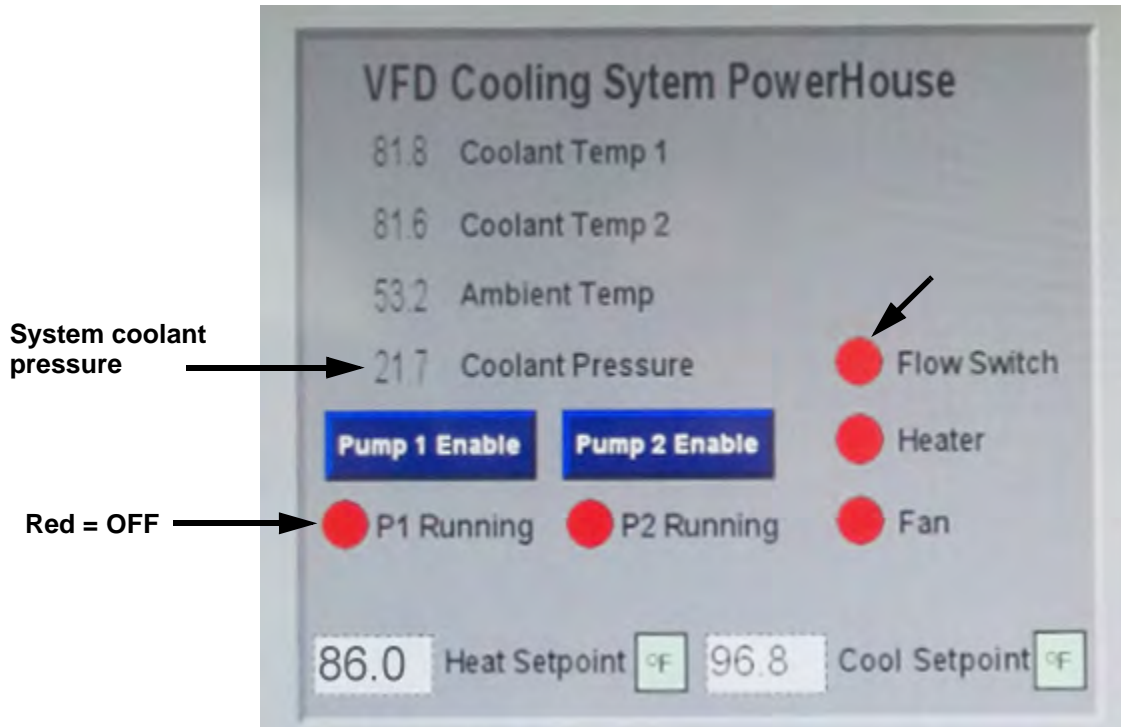 VFD Cooling Sytem PowerHouse
81.8 Coolant Temp 1
81.6 Coolant Temp 2
53.2 Ambient Temp
System coolant
pressure
21.7 Coolant Pressure
Flow Switch
Pump 1 Enable
Pump 2 Enable
Heater
Red = OFF
P1 Running
P2 Running
Fan
86.0 Heat Setpoint °F 96.8 Cool Setpoint °F